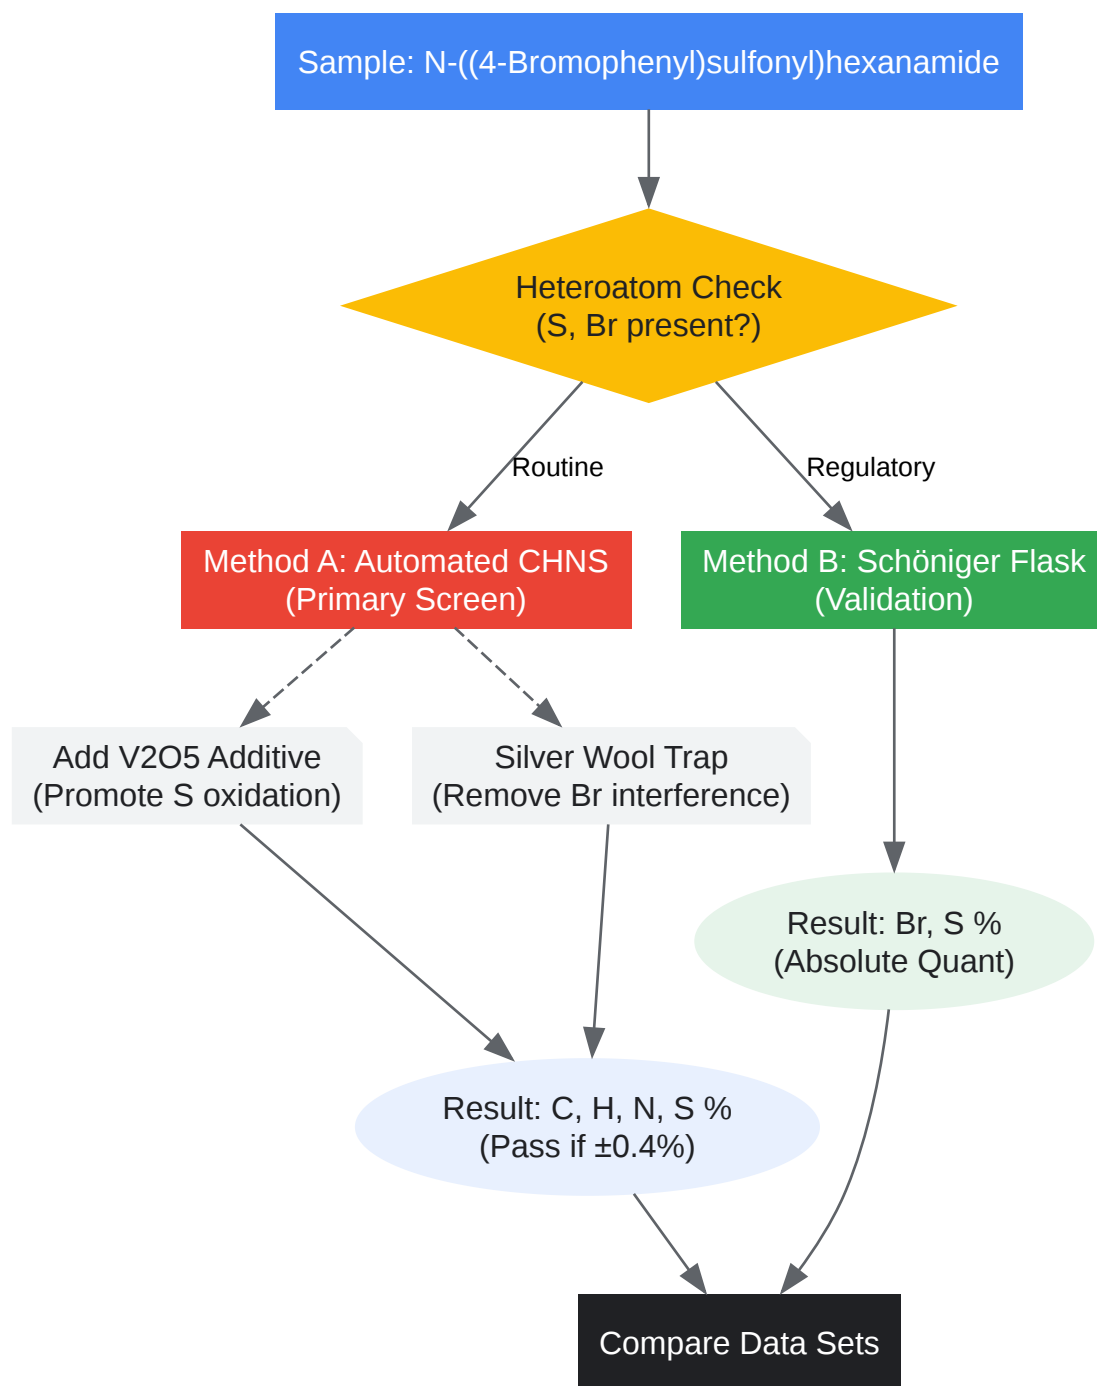 Sample: N-((4-Bromophenyl)sulfonyl)hexanamide
Heteroatom Check
(S, Br present?)
Routine
Regulatory
Method A: Automated CHNS
(Primary Screen)
Method B: Schöniger Flask
(Validation)
Add V2O5 Additive
(Promote S oxidation)
Silver Wool Trap
(Remove Br interference)
Result: Br, S %
(Absolute Quant)
Result: C, H, N, S %
(Pass if ±0.4%)
Compare Data Sets